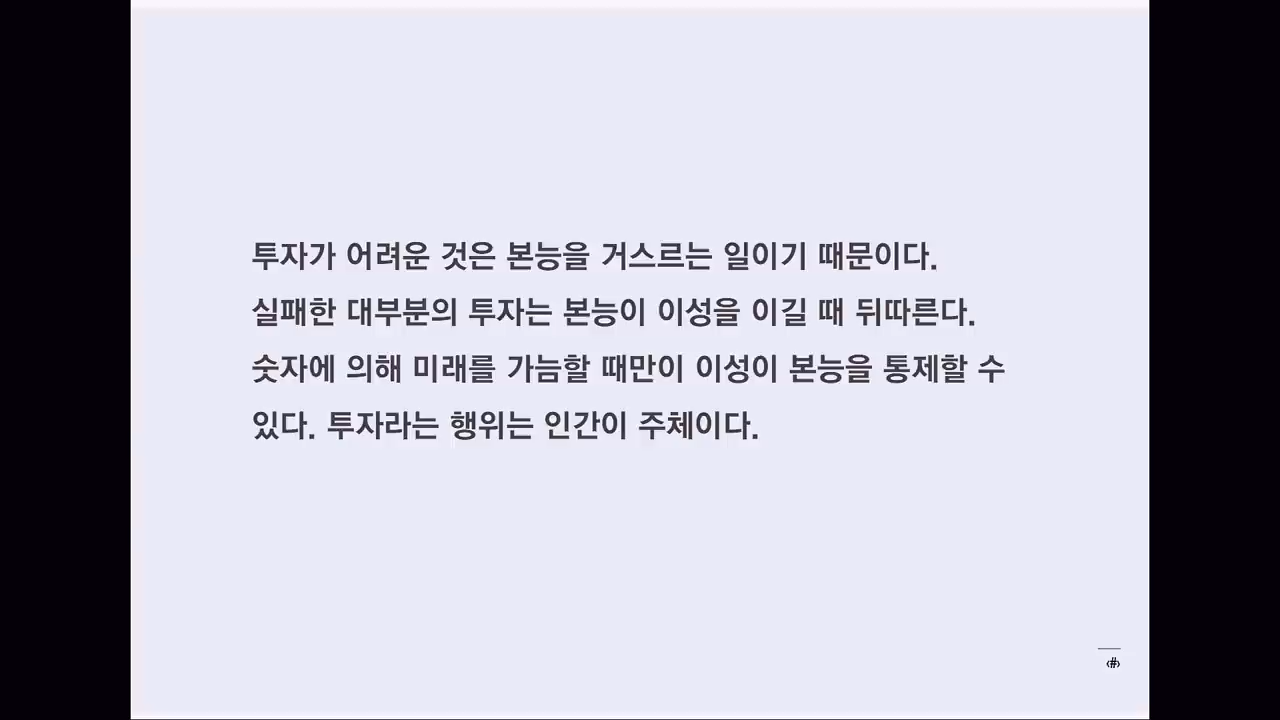 투자가 어려운 것은 본능을 거스르는 일이기 때문이다.
실패한 대부분의 투자는 본능이 이성을 이길 때 뒤따른다.
숫자에 의해 미래를 가늠할 때만이 이성이 본능을 통제할 수
있다. 투자라는 행위는 인간이 주체이다.
‹#›